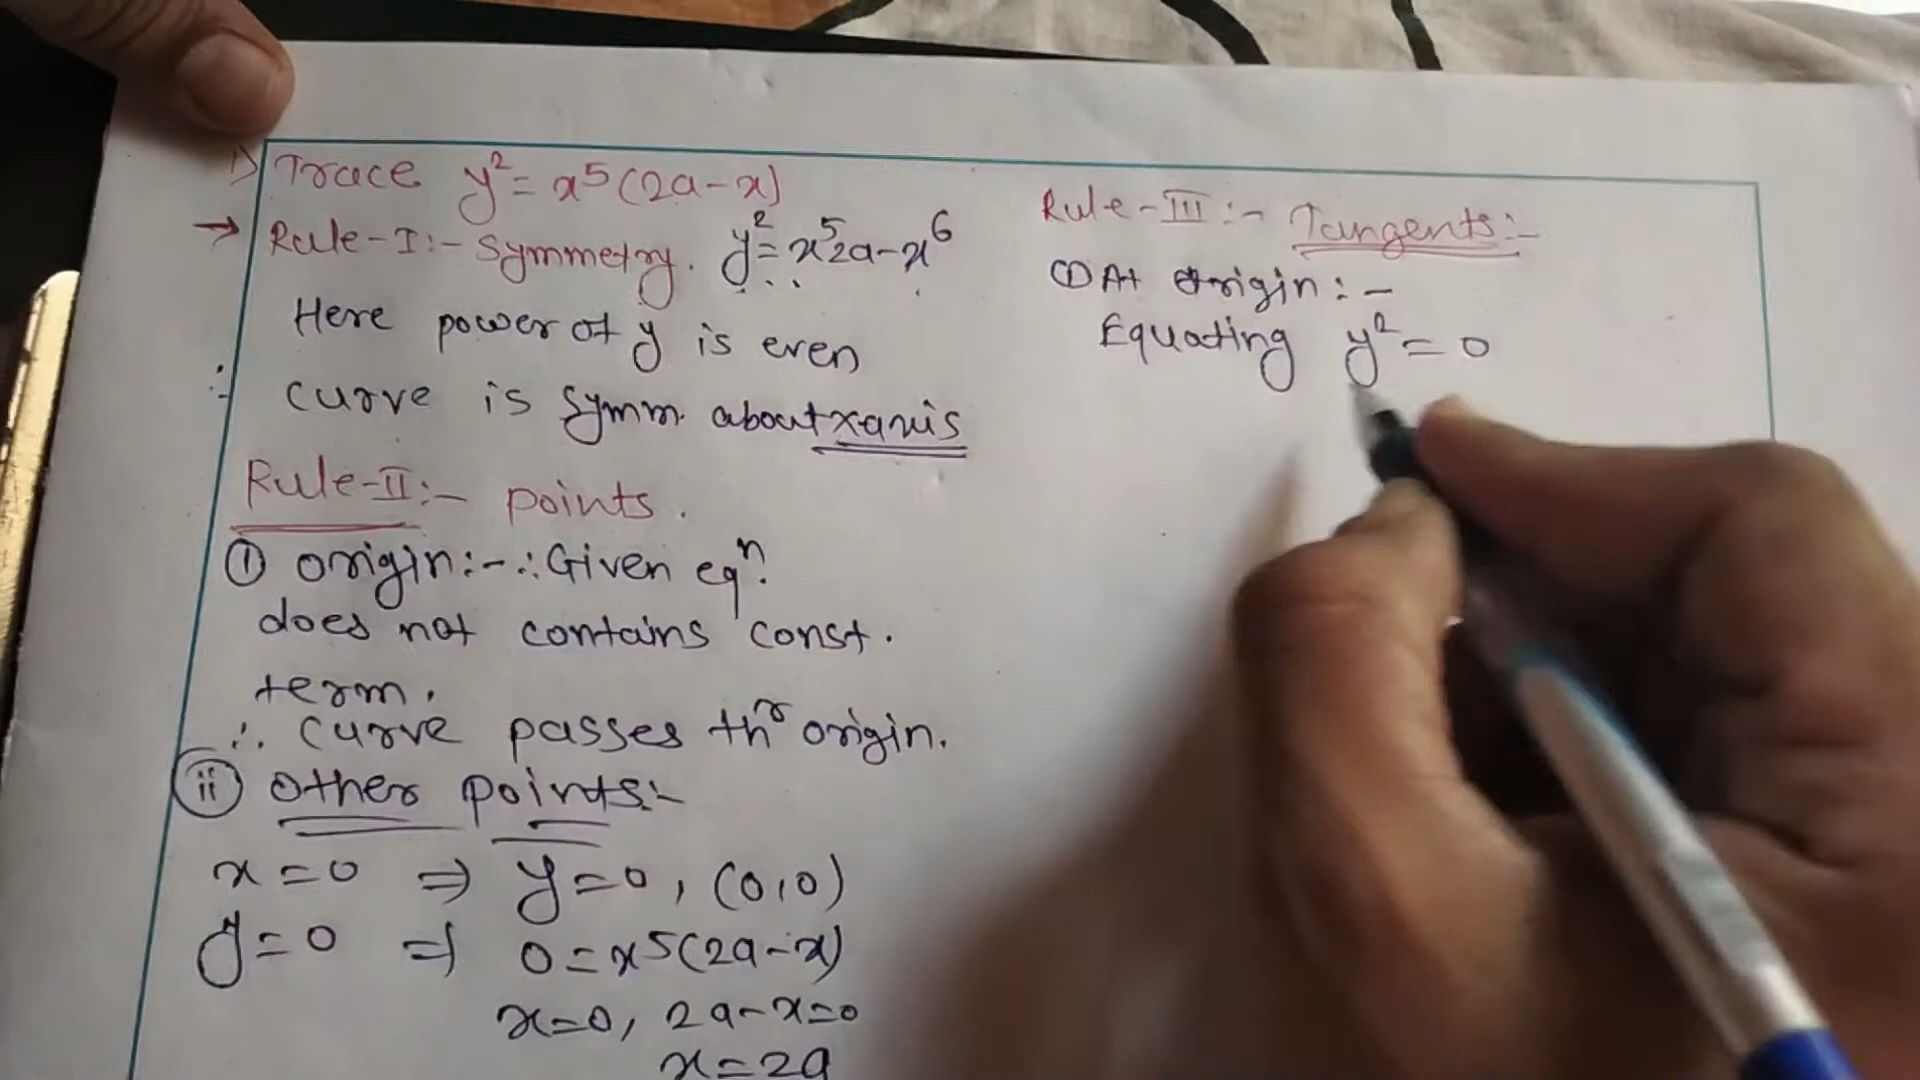 1) Trace y² = x⁵(2a-x)
→ Rule-I:- Symmetry. y² = x⁵2a-x⁶
Here power of y is even
∴ curve is symm. about x axis
Rule-II:- points.
① origin:- ∴ Given eqⁿ.
does not contains const.
term.
∴ curve passes thʳ origin.
ⅱ other points:-
x=0 ⇒ y=0, (0,0)
y=0 ⇒ 0=x⁵(2a-x)
x=0, 2a-x=0
x=2a
Rule-III:- Tangents:-
① At origin:-
Equating y²=0